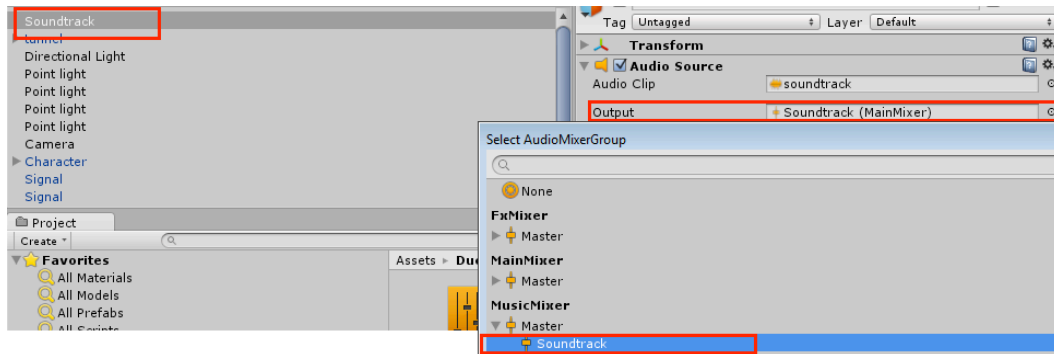 Soundtrack
tunnel
Directional Light
Point light
Point light
Point light
Point light
Camera
Character
Signal
Signal
Tag Untagged Layer Default
Transform
Audio Source
Audio Clip soundtrack
Output Soundtrack (MainMixer)
Select AudioMixerGroup
None
FxMixer
Master
MainMixer
Master
MusicMixer
Master
Soundtrack
Project
Create
Favorites
All Materials
All Models
All Prefabs
All Scripts
Assets